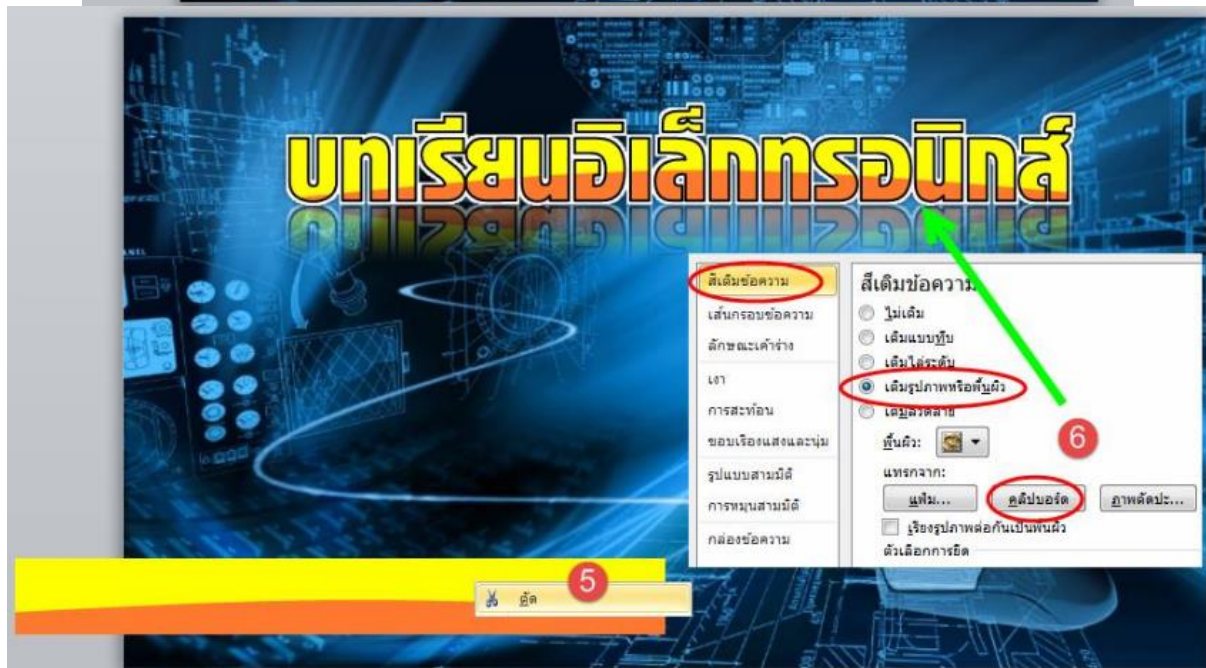 บทเรียนอิเล็กทรอนิกส์
สีเติมข้อความ
เส้นกรอบข้อความ
ลักษณะเค้าร่าง
เงา
การสะท้อน
ขอบเรืองแสงและนุ่ม
รูปแบบสามมิติ
การหมุนสามมิติ
กล่องข้อความ
สีเติมข้อความ
ไม่เติม
เติมแบบทึบ
เติมไล่ระดับ
เติมรูปภาพหรือพื้นผิว
เติมลวดลาย
พื้นผิว:
แทรกจาก:
แฟ้ม... คลิปบอร์ด ภาพตัดปะ...
เรียงรูปภาพต่อกันเป็นพื้นผิว
ตัวเลือกการยืด
6
5
ตัด